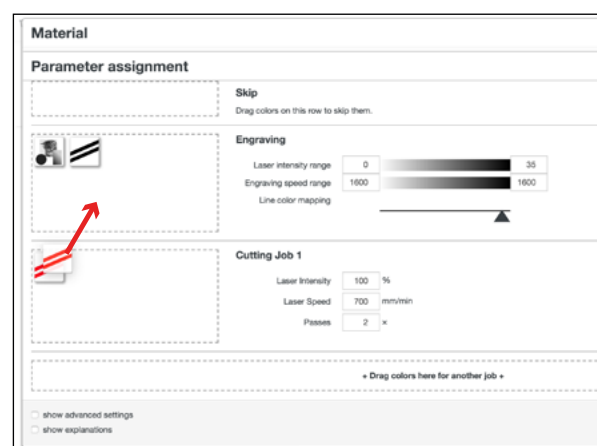 Material
Parameter assignment
Skip
Drag colors on this row to skip them.
Engraving
Laser intensity range 0 35
Engraving speed range 1600 1600
Line color mapping
Cutting Job 1
Laser Intensity 100 %
Laser Speed 700 mm/min
Passes 2 ×
+ Drag colors here for another job +
show advanced settings
show explanations